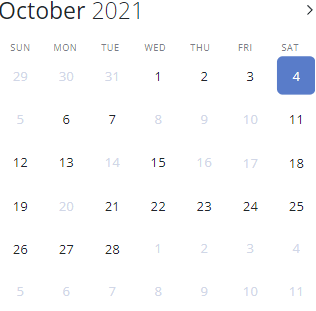 October 2021 >
SUN MON TUE WED THU FRI SAT
29 30 31 1 2 3 4
5 6 7 8 9 10 11
12 13 14 15 16 17 18
19 20 21 22 23 24 25
26 27 28 1 2 3 4
5 6 7 8 9 10 11